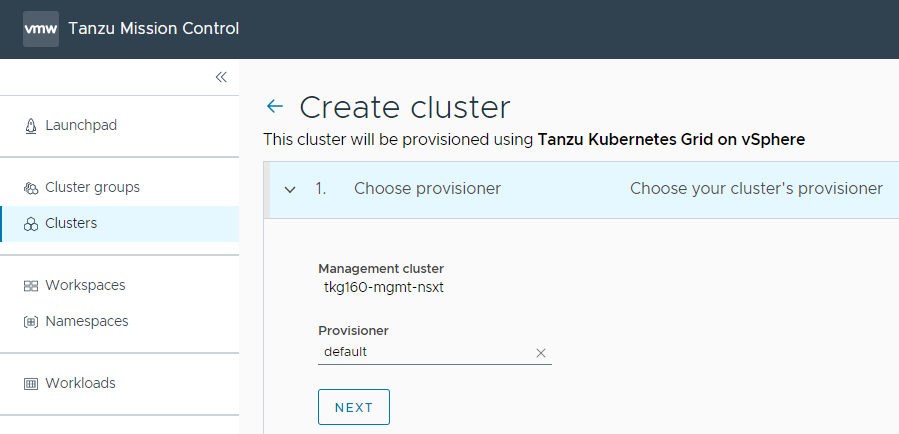 vmw Tanzu Mission Control
Launchpad
Cluster groups
Clusters
Workspaces
Namespaces
Workloads
Create cluster
This cluster will be provisioned using Tanzu Kubernetes Grid on vSphere
1. Choose provisioner Choose your cluster's provisioner
Management cluster
tkg160-mgmt-nsxt
Provisioner
default
NEXT